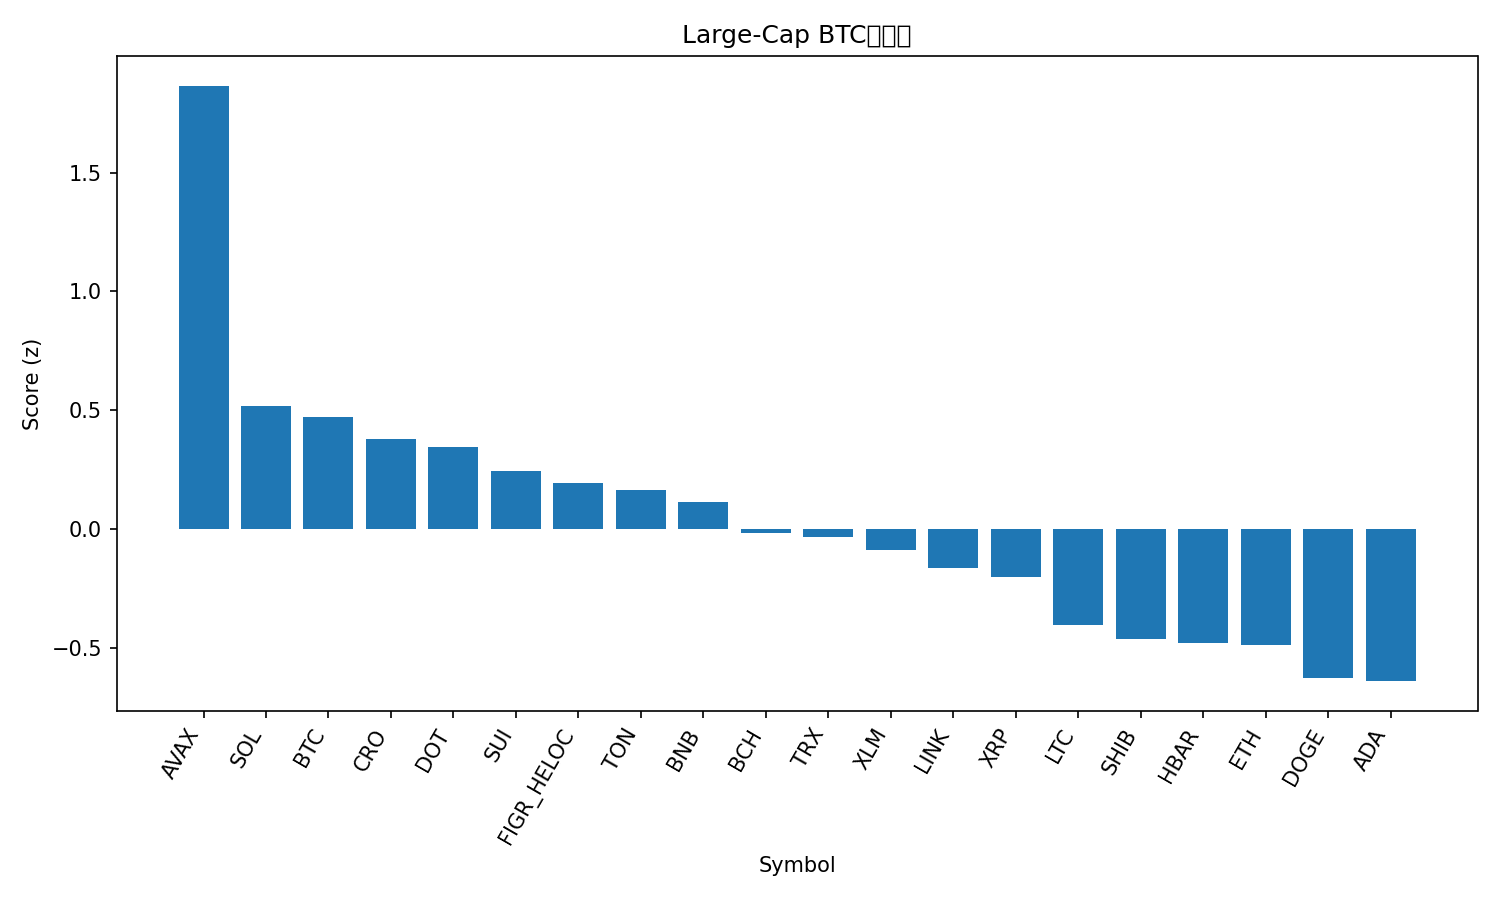 Large-Cap BTC
Score (z)
1.5
1.0
0.5
0.0
−0.5
AVAX
SOL
BTC
CRO
DOT
SUI
FIGR_HELOC
TON
BNB
BCH
TRX
XLM
LINK
XRP
LTC
SHIB
HBAR
ETH
DOGE
ADA
Symbol